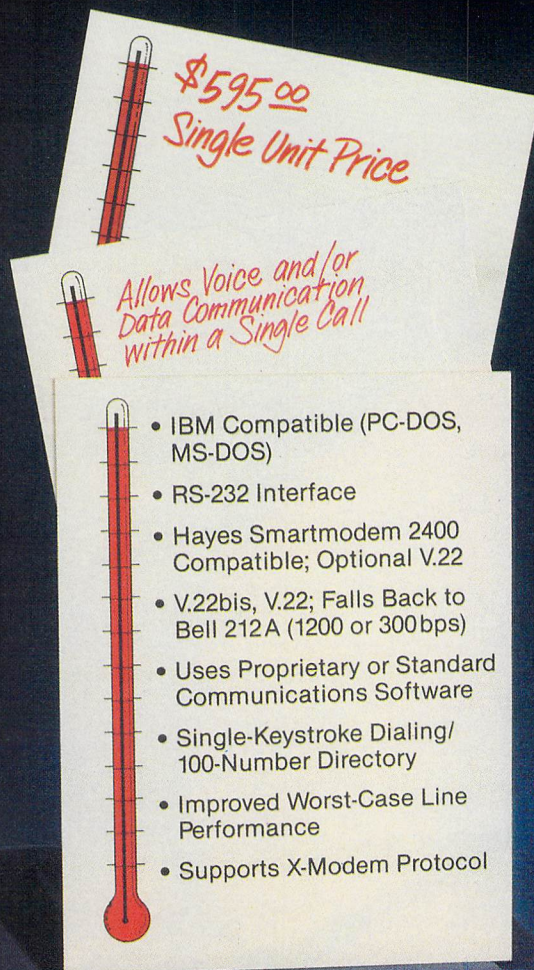 $595.00
Single Unit Price
Allows Voice and/or
Data Communication
within a Single Call
• IBM Compatible (PC-DOS,
MS-DOS)
• RS-232 Interface
• Hayes Smartmodem 2400
Compatible; Optional V.22
• V.22bis, V.22; Falls Back to
Bell 212A (1200 or 300bps)
• Uses Proprietary or Standard
Communications Software
• Single-Keystroke Dialing/
100-Number Directory
• Improved Worst-Case Line
Performance
• Supports X-Modem Protocol